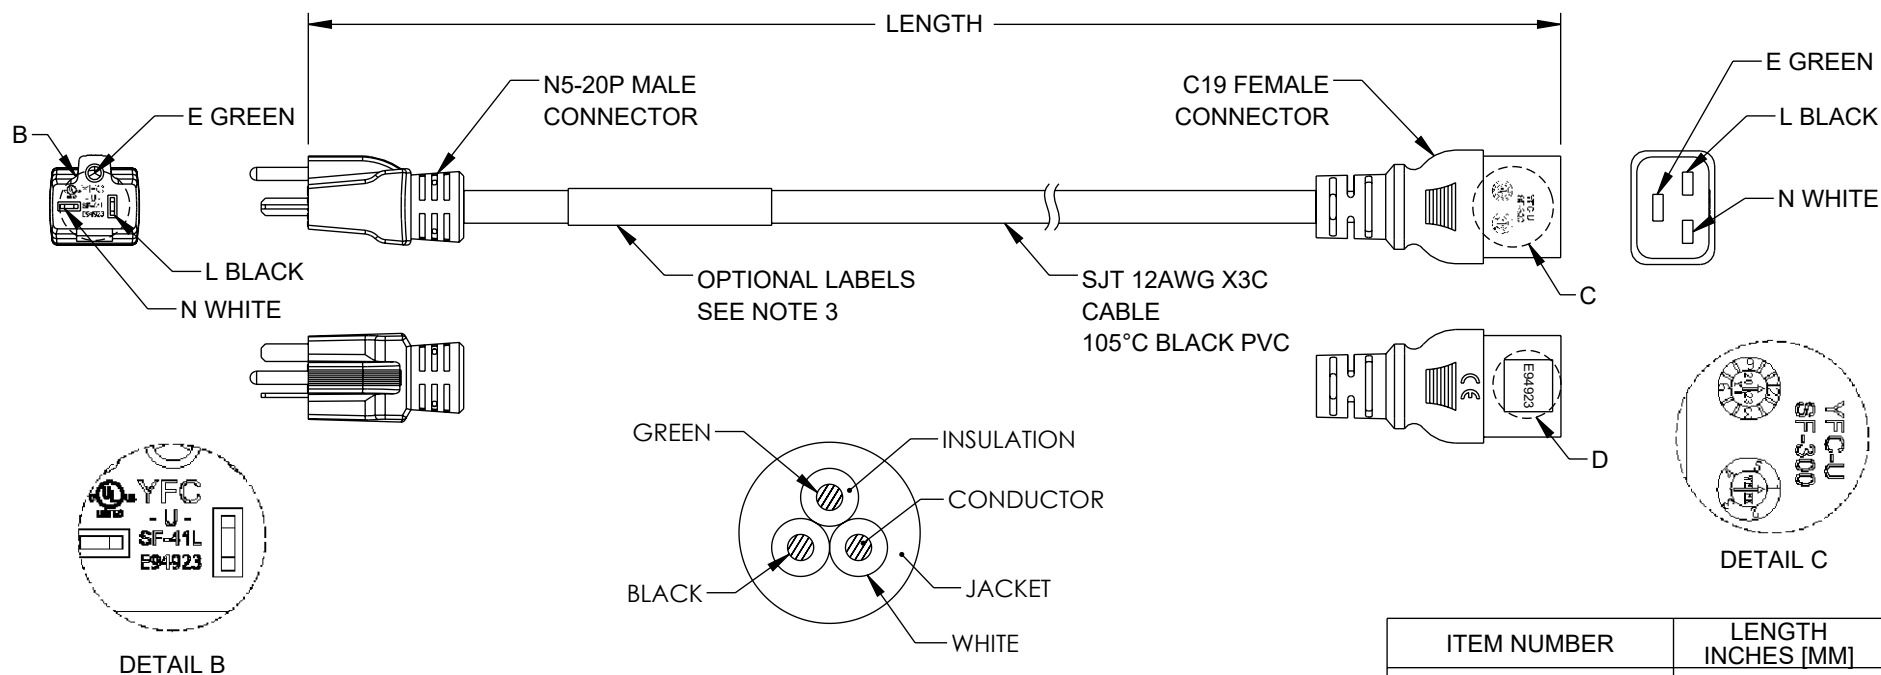 LENGTH
N5-20P MALE
CONNECTOR
C19 FEMALE
CONNECTOR
E GREEN
L BLACK
N WHITE
B
E GREEN
L BLACK
N WHITE
OPTIONAL LABELS
SEE NOTE 3
SJT 12AWG X3C
CABLE
105°C BLACK PVC
C
E94923
CE
D
GREEN
INSULATION
CONDUCTOR
BLACK
JACKET
WHITE
UL
YFC
- U -
SF-41L
E94923
DETAIL B
YFC-U
SF-300
DETAIL C
ITEM NUMBER
LENGTH
INCHES [MM]